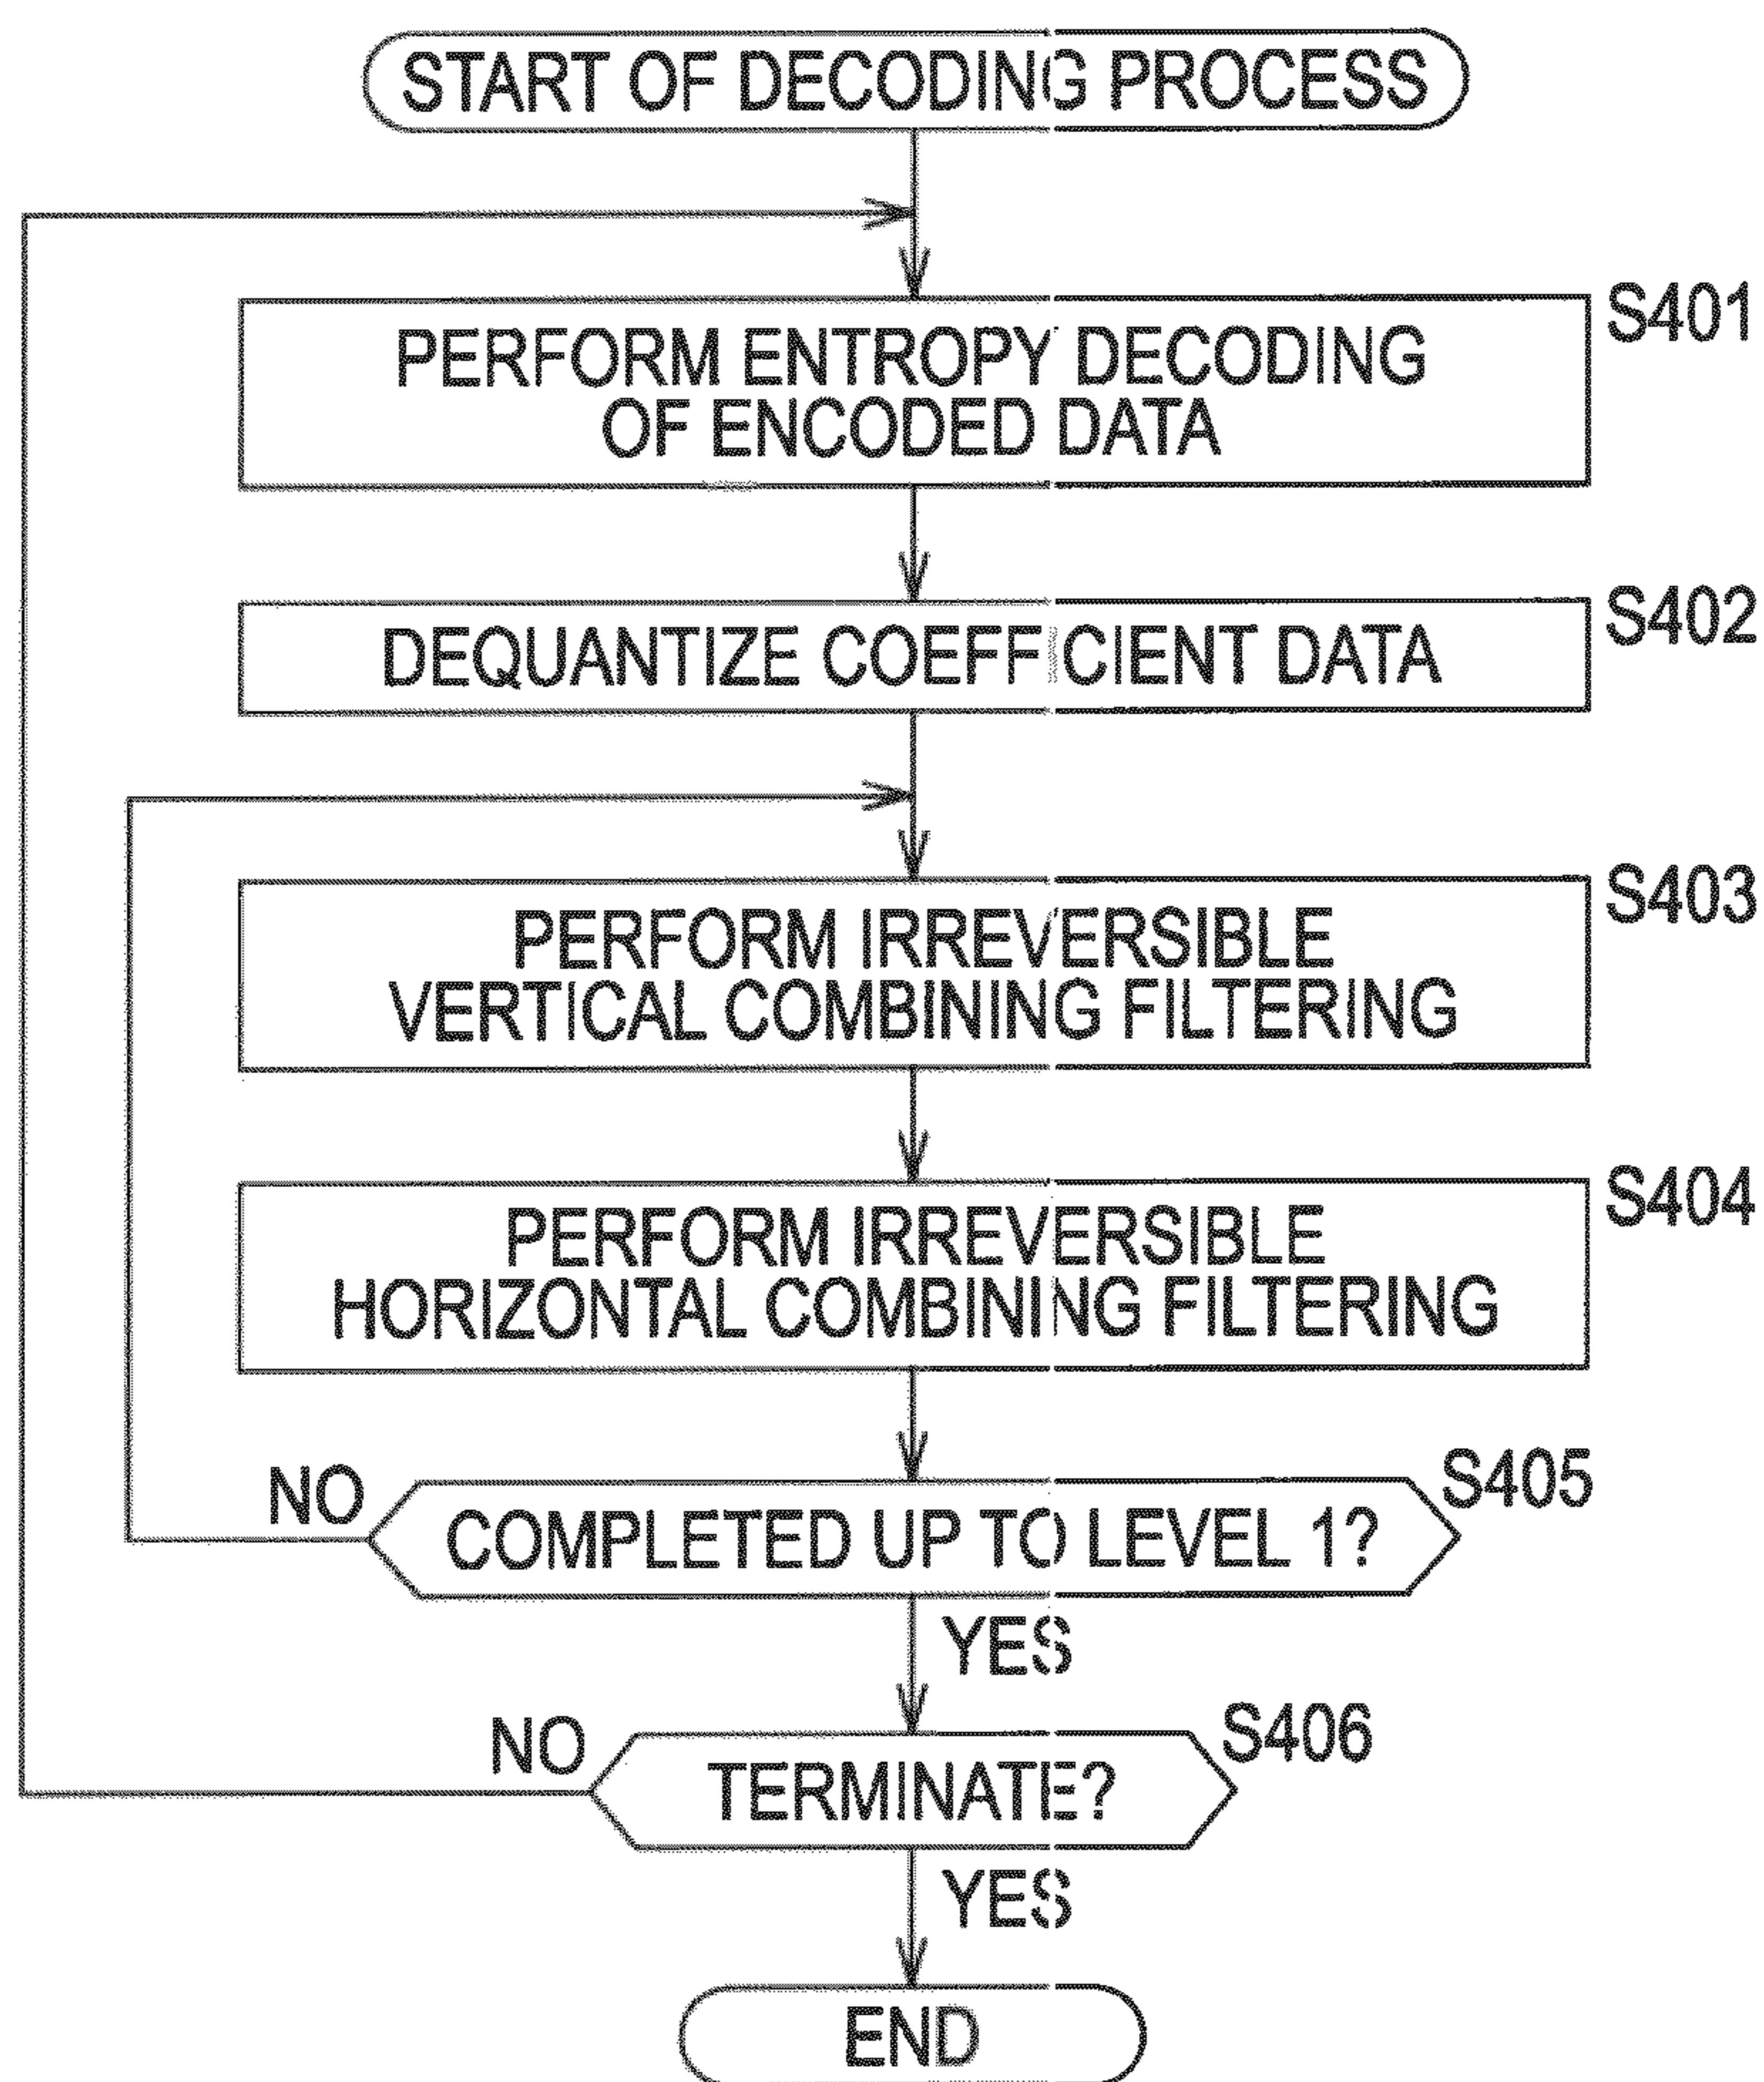 START OF DECODING PROCESS
S401
PERFORM ENTROPY DECODING
OF ENCODED DATA
S402
DEQUANTIZE COEFFICIENT DATA
S403
PERFORM IRREVERSIBLE
VERTICAL COMBINING FILTERING
S404
PERFORM IRREVERSIBLE
HORIZONTAL COMBINING FILTERING
NO
S405
COMPLETED UP TO LEVEL 1?
YES
NO
S406
TERMINATE?
YES
END